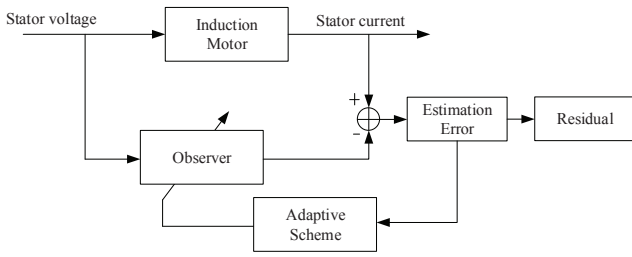 Stator voltage
Induction
Motor
Stator current
+
-
Estimation
Error
Residual
Observer
Adaptive
Scheme